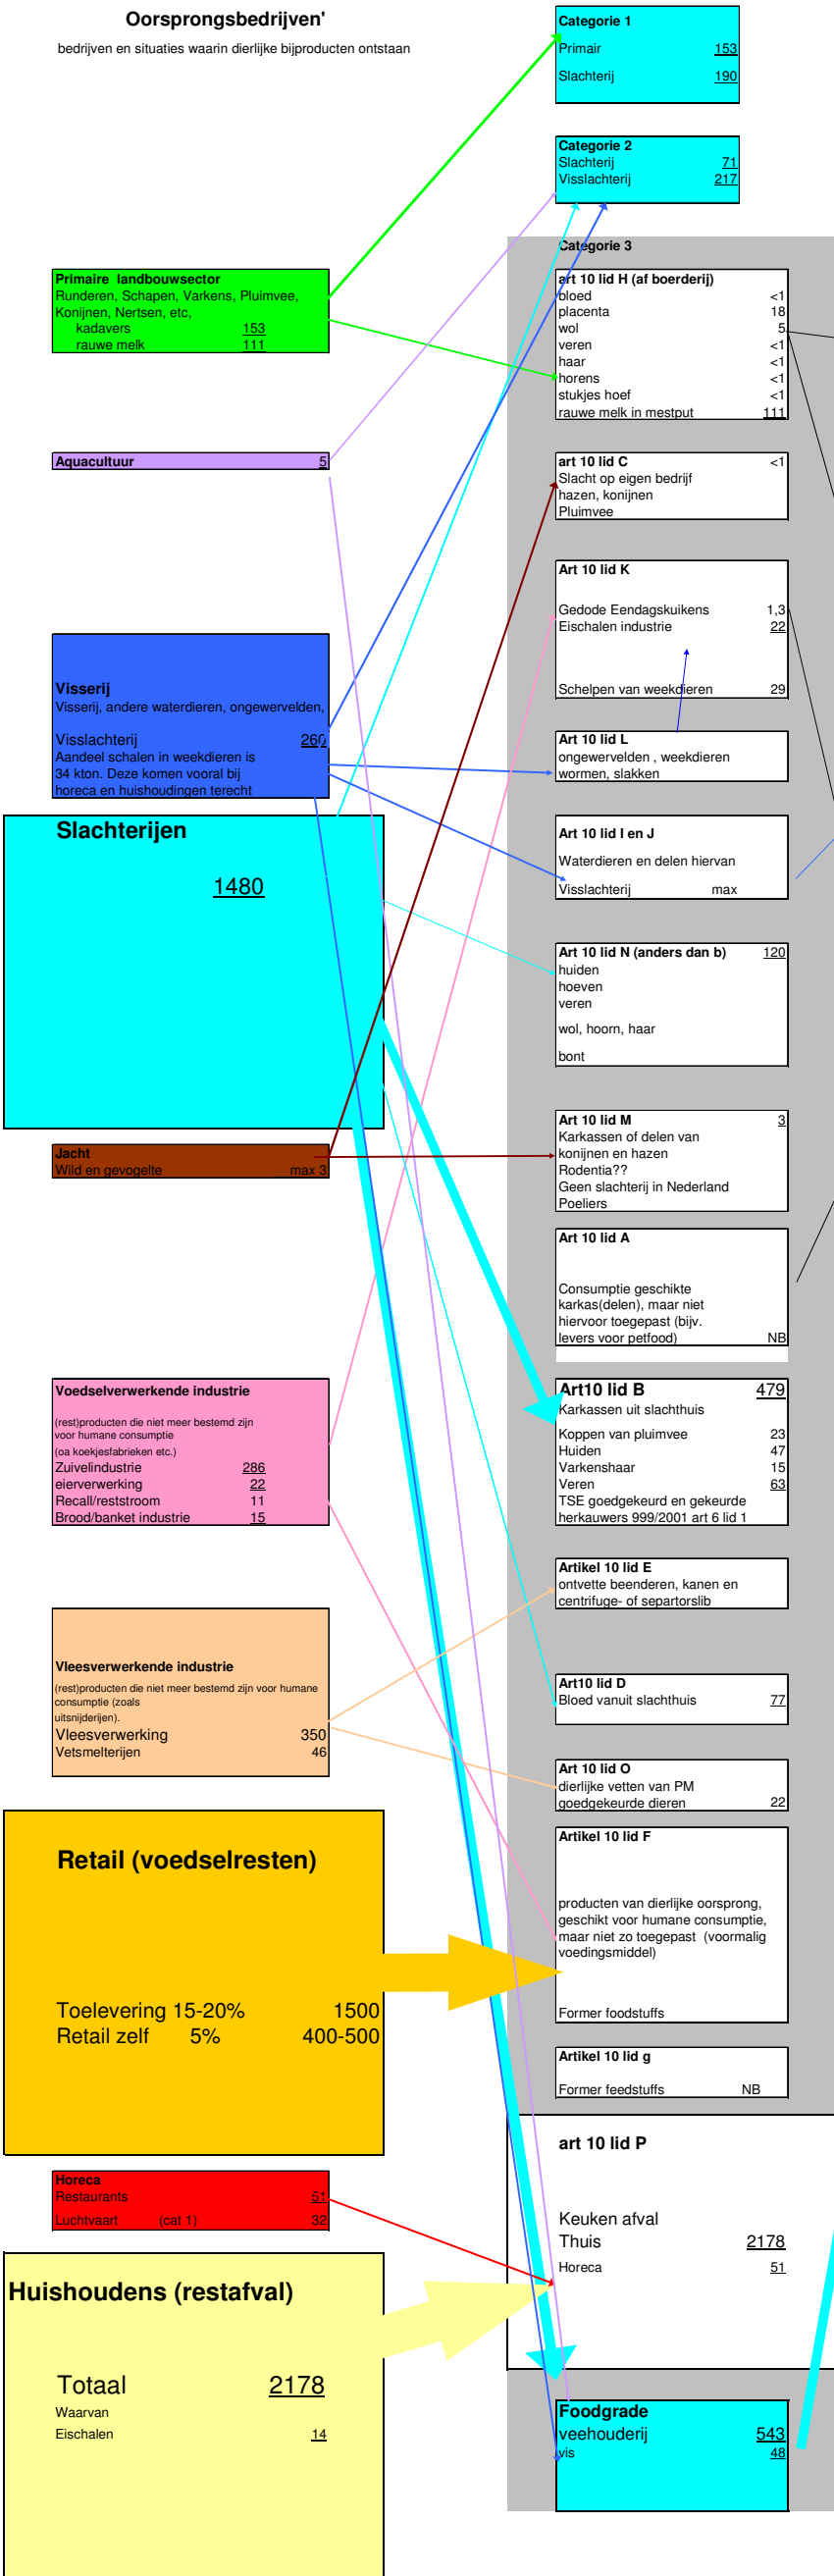 Oorsprongsbedrijven'
bedrijven en situaties waarin dierlijke bijproducten ontstaan
Primaire landbouwsector
Runderen, Schapen, Varkens, Pluimvee,
Konijnen, Nertsen, etc,
kadavers 153
rauwe melk 111
Aquacultuur 5
Visserij
Visserij, andere waterdieren, ongewervelden,
Visslachterij 260
Aandeel schalen in weekdieren is
34 kton. Deze komen vooral bij
horeca en huishoudingen terecht
Slachterijen
1480
Jacht
Wild en gevogelte max 3
Voedselverwerkende industrie
(rest)producten die niet meer bestemd zijn
voor humane consumptie
(oa koekjesfabrieken etc.)
Zuivelindustrie 286
eierverwerking 22
Recall/reststroom 11
Brood/banket industrie 15
Vleesverwerkende industrie
(rest)producten die niet meer bestemd zijn voor humane
consumptie (zoals
uitsnijderijen).
Vleesverwerking 350
Vetsmelterijen 46
Retail (voedselresten)
Toelevering 15-20% 1500
Retail zelf 5% 400-500
Horeca
Restaurants 51
Luchtvaart (cat 1) 32
Huishoudens (restafval)
Totaal 2178
Waarvan
Eischalen 14
Categorie 1
Primair 153
Slachterij 190
Categorie 2
Slachterij 71
Visslachterij 217
Categorie 3
art 10 lid H (af boerderij)
bloed <1
placenta 18
wol 5
veren <1
haar <1
horens <1
stukjes hoef <1
rauwe melk in mestput 111
art 10 lid C <1
Slacht op eigen bedrijf
hazen, konijnen
Pluimvee
Art 10 lid K
Gedode Eendagskuikens 1,3
Eischalen industrie 22
Schelpen van weekdieren 29
Art 10 lid L
ongewervelden , weekdieren
wormen, slakken
Art 10 lid I en J
Waterdieren en delen hiervan
Visslachterij max
Art 10 lid N (anders dan b) 120
huiden
hoeven
veren
wol, hoorn, haar
bont
Art 10 lid M 3
Karkassen of delen van
konijnen en hazen
Rodentia??
Geen slachterij in Nederland
Poeliers
Art 10 lid A
Consumptie geschikte
karkas(delen), maar niet
hiervoor toegepast (bijv.
levers voor petfood) NB
Art10 lid B 479
Karkassen uit slachthuis
Koppen van pluimvee 23
Huiden 47
Varkenshaar 15
Veren 63
TSE goedgekeurd en gekeurde
herkauwers 999/2001 art 6 lid 1
Artikel 10 lid E
ontvette beenderen, kanen en
centrifuge- of separtorslib
Art10 lid D
Bloed vanuit slachthuis 77
Art 10 lid O
dierlijke vetten van PM
goedgekeurde dieren 22
Artikel 10 lid F
producten van dierlijke oorsprong,
geschikt voor humane consumptie,
maar niet zo toegepast (voormalig
voedingsmiddel)
Former foodstuffs
Artikel 10 lid g
Former feedstuffs NB
art 10 lid P
Keuken afval
Thuis 2178
Horeca 51
Foodgrade
veehouderij 543
vis 48